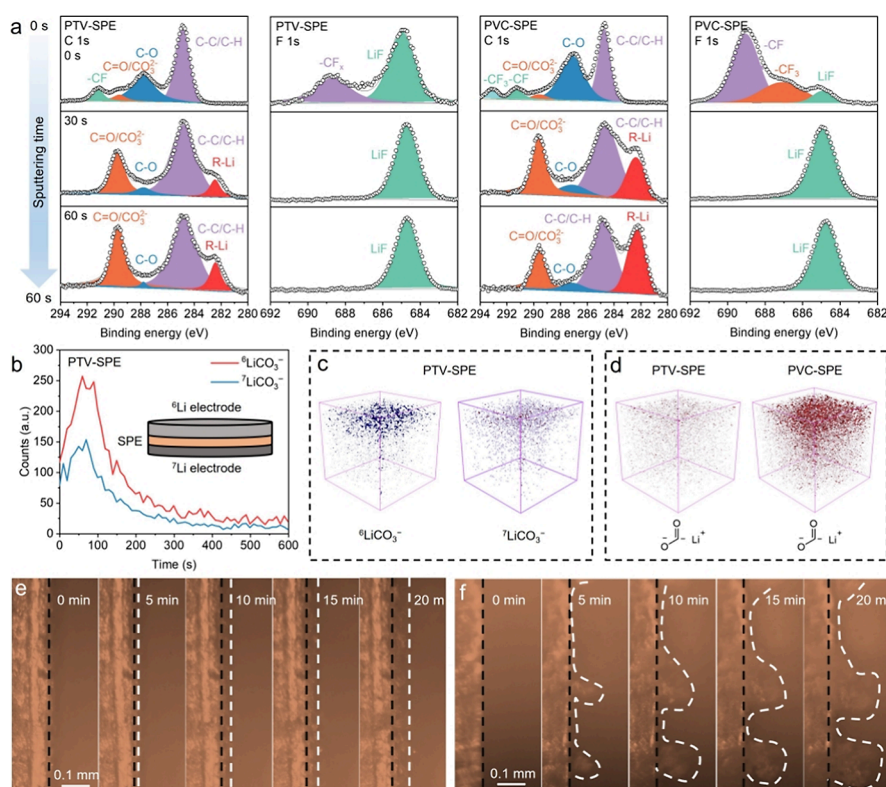 a
0 s
Sputtering time
60 s
PTV-SPE
C 1s
0 s
-CF
C=O/CO₃²⁻
C-O
C-C/C-H
30 s
C=O/CO₃²⁻
C-O
C-C/C-H
R-Li
60 s
C=O/CO₃²⁻
C-O
C-C/C-H
R-Li
294 292 290 288 286 284 282 280
Binding energy (eV)
PTV-SPE
F 1s
-CFₓ
LiF
LiF
LiF
692 690 688 686 684 682
Binding energy (eV)
PVC-SPE
C 1s
C-O
C-C/C-H
C=O/CO₃²⁻
-CF₃
-CF
C=O/CO₃²⁻
C-O
C-C/C-H
R-Li
C=O/CO₃²⁻
C-O
C-C/C-H
R-Li
294 292 290 288 286 284 282 280
Binding energy (eV)
PVC-SPE
F 1s
-CF
-CF₃
LiF
LiF
LiF
692 690 688 686 684 682
Binding energy (eV)
b
PTV-SPE
⁶LiCO₃⁻
⁷LiCO₃⁻
⁶Li electrode
SPE
⁷Li electrode
Counts (a.u.)
300
250
200
150
100
50
0
0 100 200 300 400 500 600
Time (s)
c
PTV-SPE
⁶LiCO₃⁻
⁷LiCO₃⁻
d
PTV-SPE
PVC-SPE
O
O
Li⁺
O
O
Li⁺
e
0 min
5 min
10 min
15 min
20 m
0.1 mm
f
0 min
5 min
10 min
15 min
20 m
0.1 mm